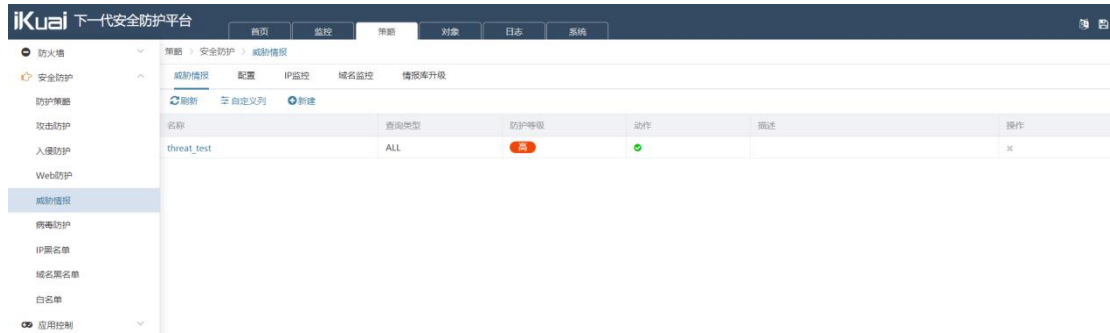 iKuai 下一代安全防护平台
首页 监控 策略 对象 日志 系统
防火墙
策略 > 安全防护 > 威胁情报
安全防护
威胁情报 配置 IP监控 域名监控 情报库升级
防护策略
刷新 自定义列 新建
攻击防护
名称 查询类型 防护等级 动作 描述 操作
入侵防护
threat_test ALL 高
Web防护
威胁情报
病毒防护
IP黑名单
域名黑名单
白名单
应用控制